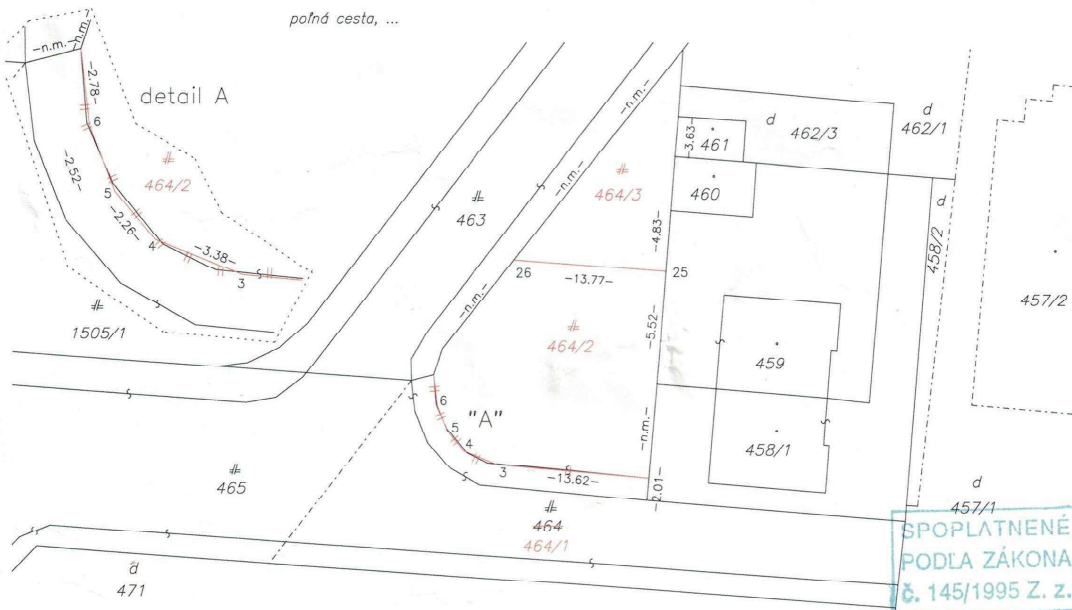 poľná cesta, ...
detail A
-n.m.-
-n.m.-
-2.78-
6
-2.52-
5
464/2
-2.26-
4
-3.38-
3
1505/1
463
-n.m.-
-n.m.-
-n.m.-
464/3
-3.63-
461
d
462/3
d
462/1
460
-4.83-
d
458/2
457/2
26
-13.77-
25
464/2
-5.52-
459
6
"A"
5
4
3
-n.m.-
458/1
-13.62-
-2.01-
465
464
464/1
d
457/1
d
471
SPOPLATNENÉ
PODĽA ZÁKONA
č. 145/1995 Z. z.